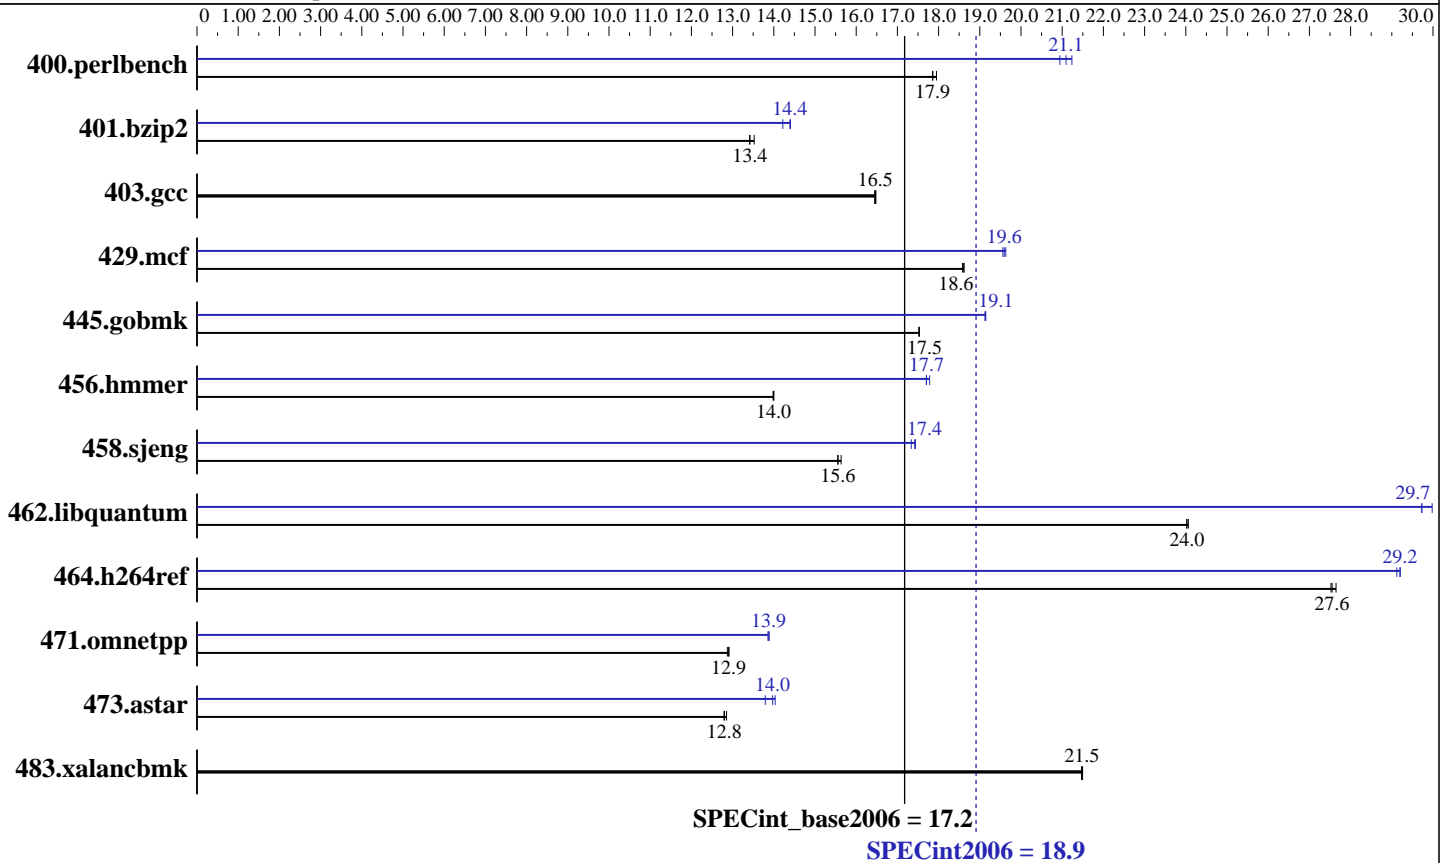 0 1.00 2.00 3.00 4.00 5.00 6.00 7.00 8.00 9.00 10.0 11.0 12.0 13.0 14.0 15.0 16.0 17.0 18.0 19.0 20.0 21.0 22.0 23.0 24.0 25.0 26.0 27.0 28.0 30.0
21.1
400.perlbench
17.9
14.4
401.bzip2
13.4
16.5
403.gcc
19.6
429.mcf
18.6
19.1
445.gobmk
17.5
17.7
456.hmmer
14.0
17.4
458.sjeng
15.6
29.7
462.libquantum
24.0
29.2
464.h264ref
27.6
13.9
471.omnetpp
12.9
14.0
473.astar
12.8
21.5
483.xalancbmk
SPECint_base2006 = 17.2
SPECint2006 = 18.9